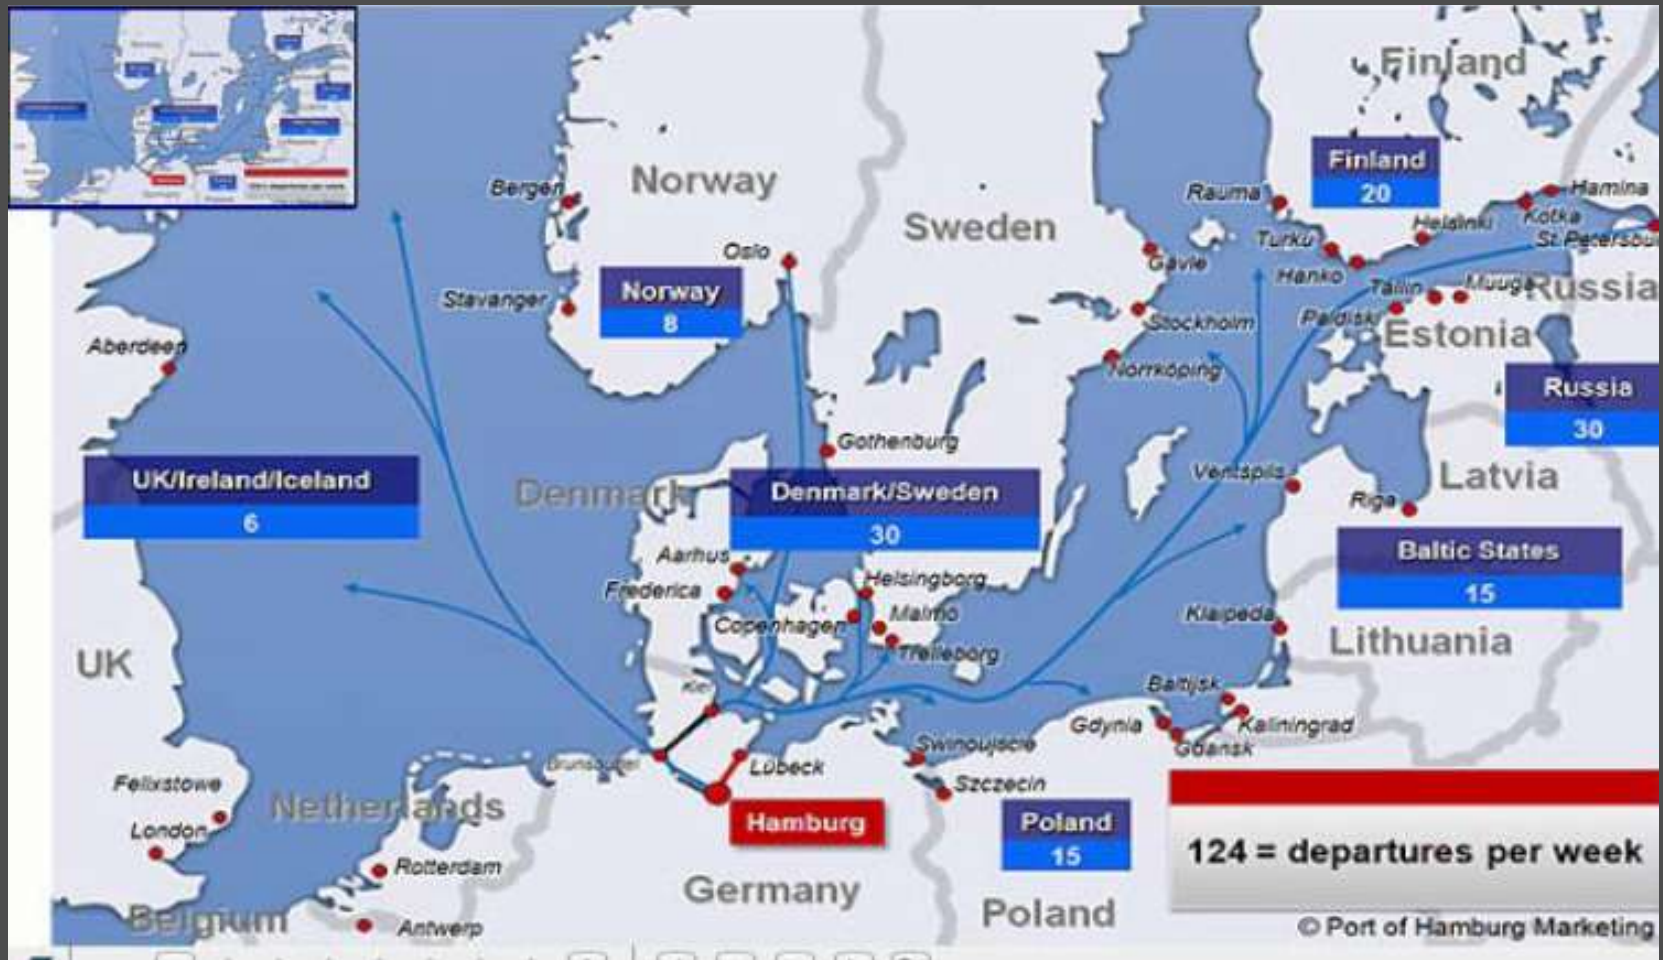 Finland
Finland
20
Norway
Bergen
Rauma
Hamina
Sweden
Kotka
Helsinki
Oslo
Turku
St Petersbu
Gavle
Hanko
Norway
8
Stavanger
Tallin
Muuga
Russia
Stockholm
Paldiski
Estonia
Aberdeen
Norrköping
Russia
30
Gothenburg
UK/Ireland/Iceland
6
Denmark
Denmark/Sweden
30
Ventspils
Latvia
Riga
Aarhus
Baltic States
15
Frederica
Helsingborg
Copenhagen
Malmo
Klaipeda
Lithuania
Trelleborg
UK
Kiel
Baltijsk
Gdynia
Kaliningrad
Gdansk
Swinoujscie
Lübeck
Felixstowe
Szczecin
Netherlands
London
Hamburg
Poland
15
124 = departures per week
Rotterdam
Germany
Poland
Belgium
Antwerp
© Port of Hamburg Marketing